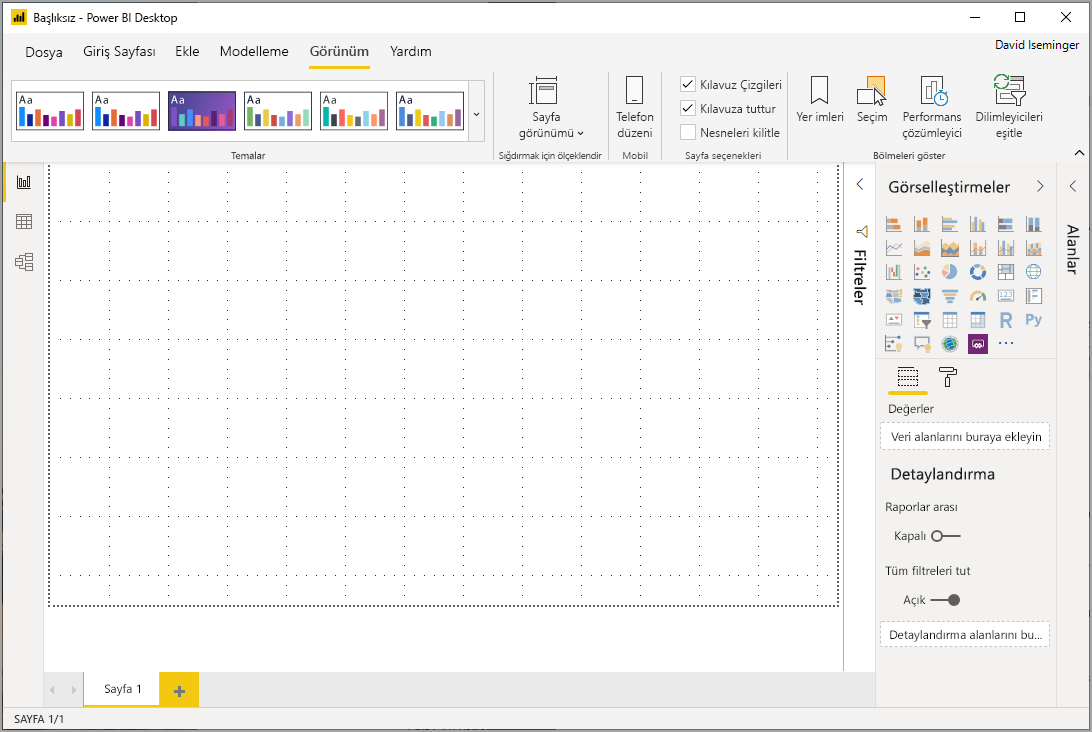 Başlıksız - Power BI Desktop
David Iseminger
Dosya Giriş Sayfası Ekle Modelleme Görünüm Yardım
Aa Aa Aa Aa Aa Aa
Temalar
Sayfa
görünümü
Sığdırmak için ölçeklendir
Telefon
düzeni
Mobil
Kılavuz Çizgileri
Kılavuza tuttur
Nesneleri kilitle
Sayfa seçenekleri
Yer imleri
Seçim
Performans
çözümleyici
Dilimleyicileri
eşitle
Bölmeleri göster
Filtreler
Görselleştirmeler
123
R Py
Değerler
Veri alanlarını buraya ekleyin
Detaylandırma
Raporlar arası
Kapalı
Tüm filtreleri tut
Açık
Detaylandırma alanlarını bu...
Alanlar
Sayfa 1
SAYFA 1/1